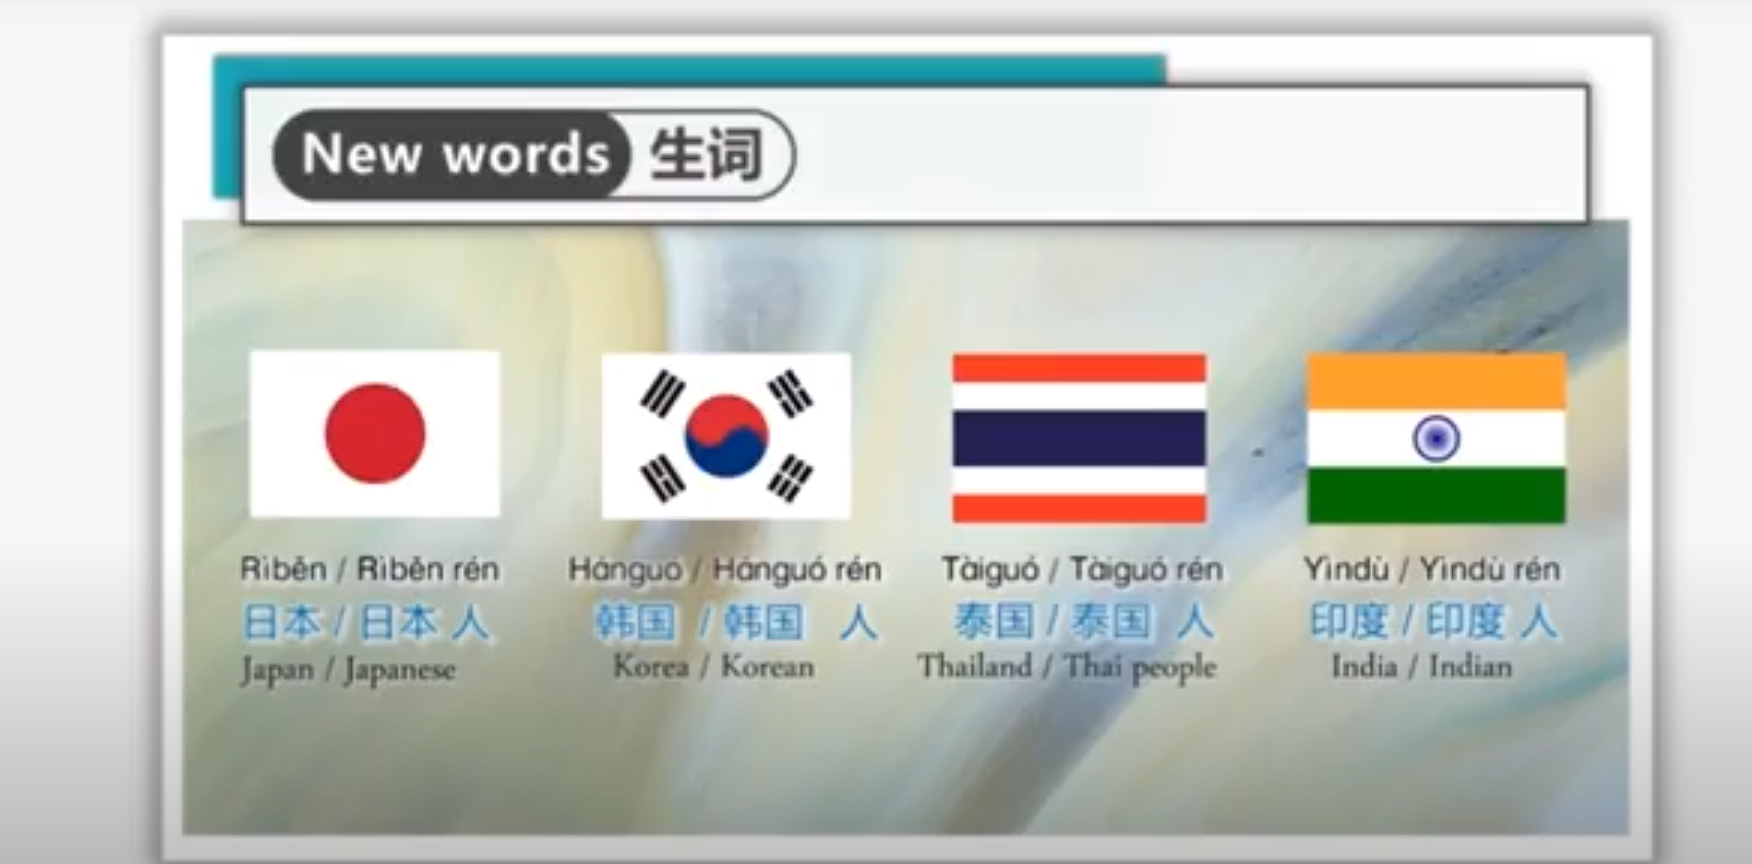 New words 生词
Rìběn / Rìběn rén
日本 / 日本 人
Japan / Japanese
Hánguó / Hánguó rén
韩国 / 韩国 人
Korea / Korean
Tàiguó / Tàiguó rén
泰国 / 泰国 人
Thailand / Thai people
Yìndù / Yìndù rén
印度 / 印度 人
India / Indian